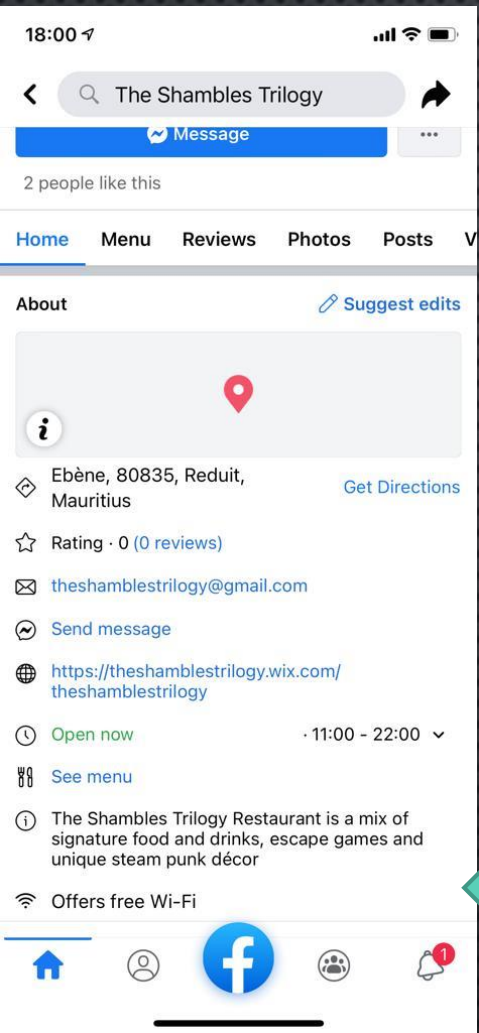 18:00
The Shambles Trilogy
Message
2 people like this
Home Menu Reviews Photos Posts V
About Suggest edits
i
Ebène, 80835, Reduit,
Mauritius
Get Directions
Rating · 0 (0 reviews)
theshamblestrilogy@gmail.com
Send message
https://theshamblestrilogy.wix.com/
theshamblestrilogy
Open now · 11:00 - 22:00
See menu
The Shambles Trilogy Restaurant is a mix of
signature food and drinks, escape games and
unique steam punk décor
Offers free Wi-Fi
f
1